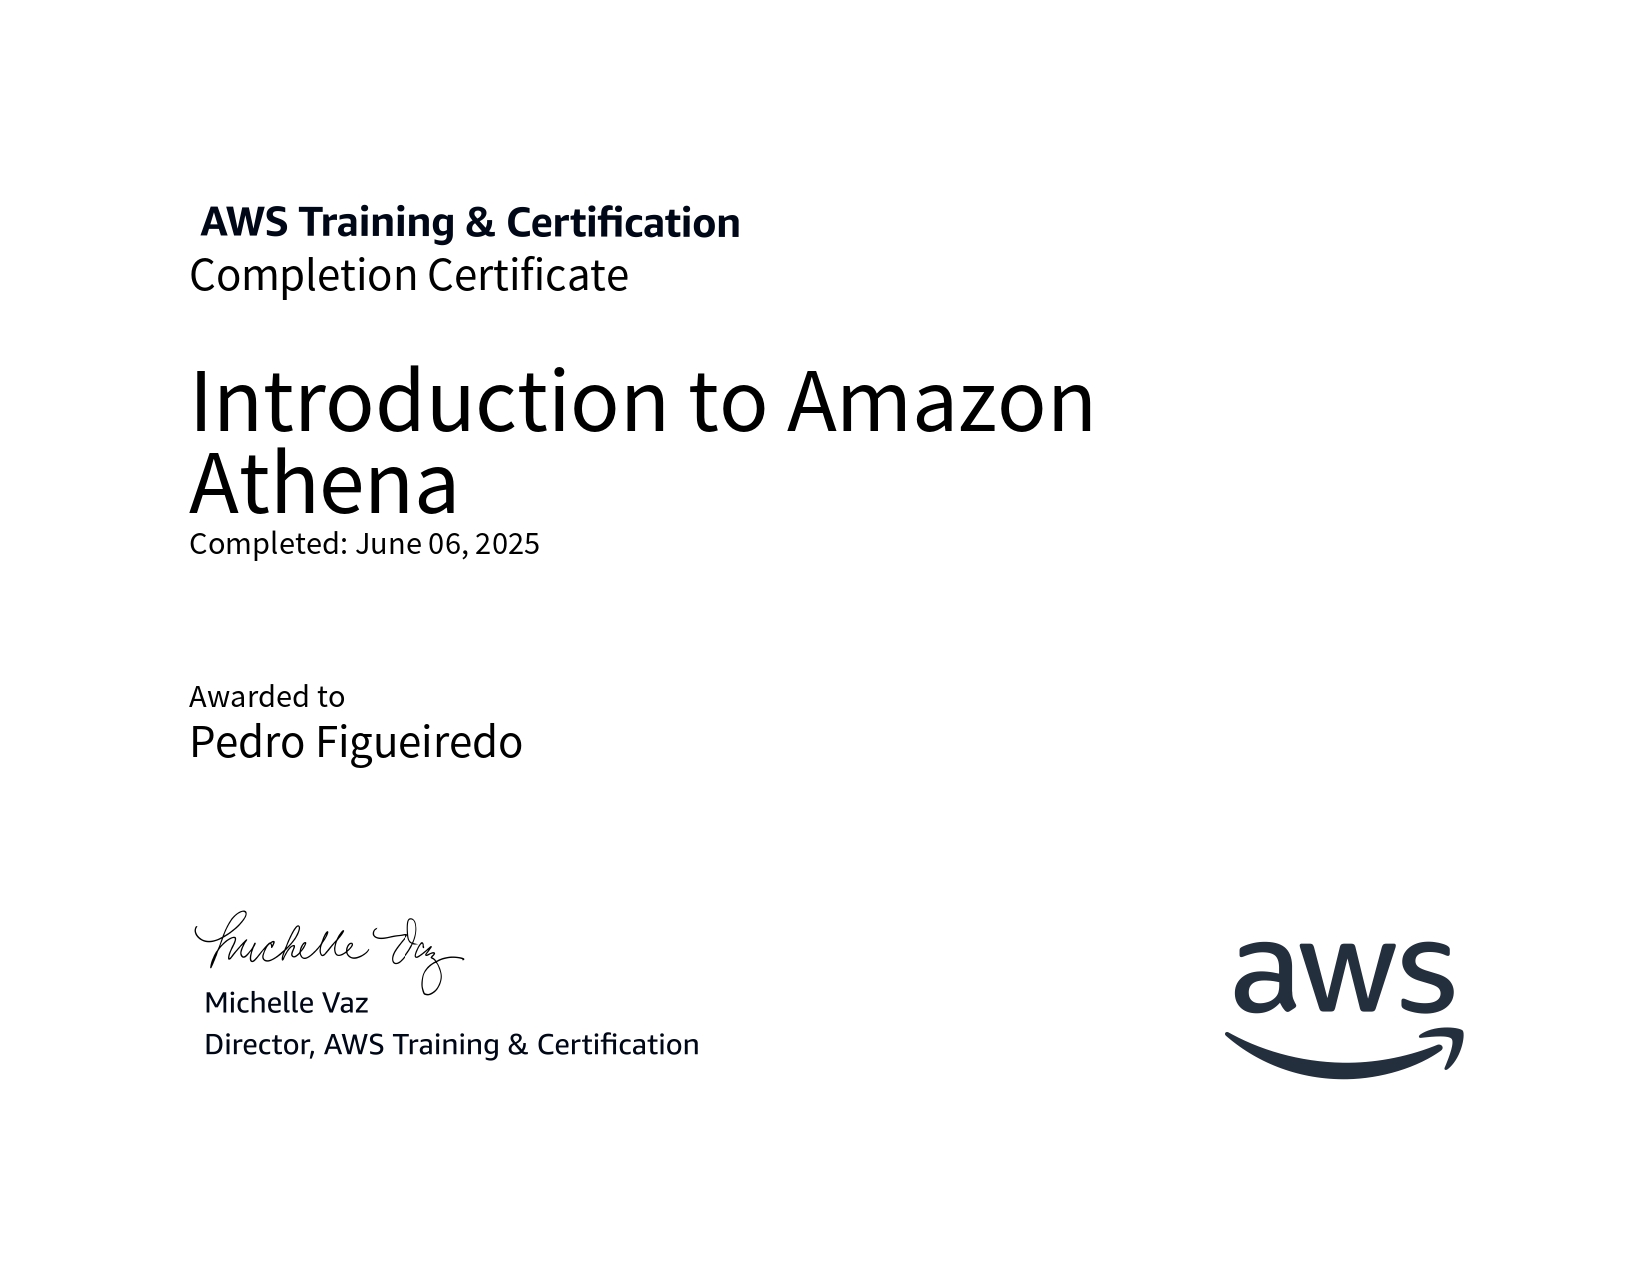 AWS Training & Certification
Completion Certificate
Introduction to Amazon
Athena
Completed: June 06, 2025
Awarded to
Pedro Figueiredo
Michelle Vaz
Michelle Vaz
Director, AWS Training & Certification
aws